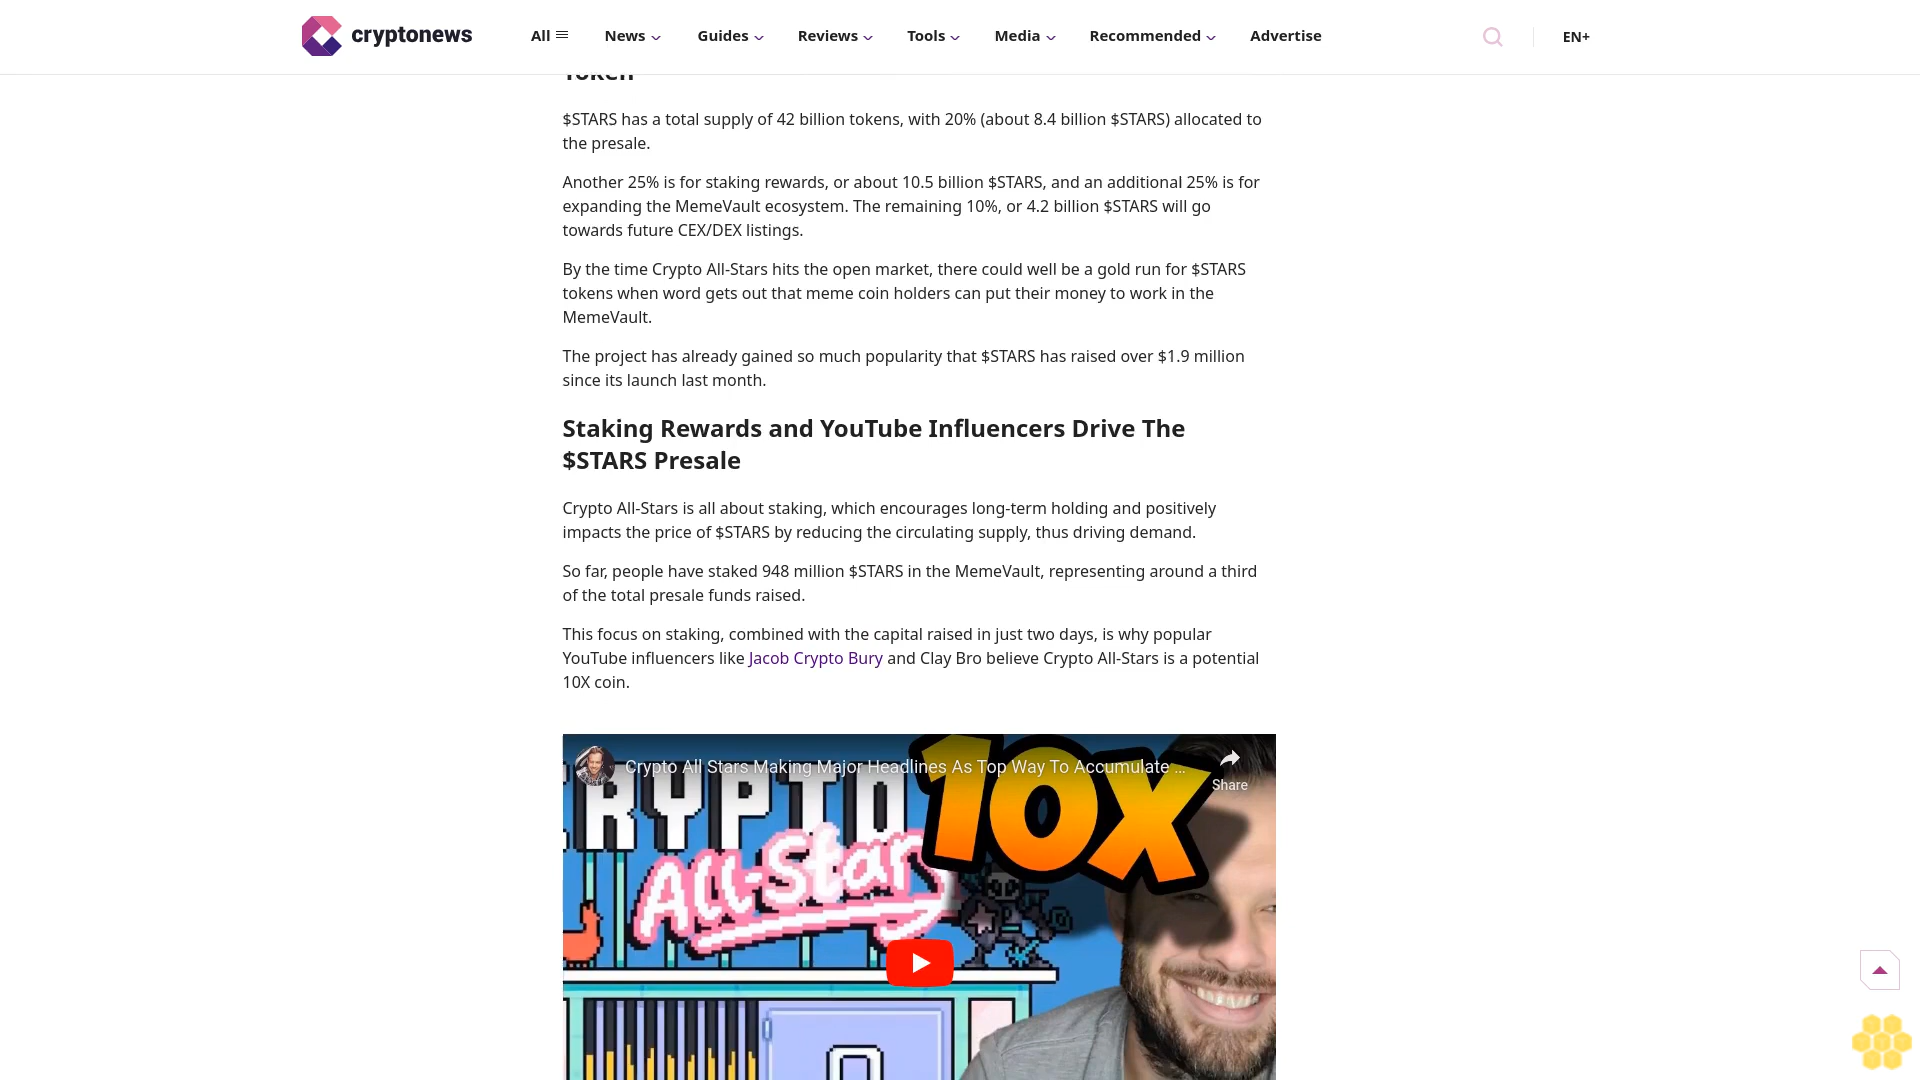 cryptonews
All
News
Guides
Reviews
Tools
Media
Recommended
Advertise
EN+
Token
$STARS has a total supply of 42 billion tokens, with 20% (about 8.4 billion $STARS) allocated to
the presale.
Another 25% is for staking rewards, or about 10.5 billion $STARS, and an additional 25% is for
expanding the MemeVault ecosystem. The remaining 10%, or 4.2 billion $STARS will go
towards future CEX/DEX listings.
By the time Crypto All-Stars hits the open market, there could well be a gold run for $STARS
tokens when word gets out that meme coin holders can put their money to work in the
MemeVault.
The project has already gained so much popularity that $STARS has raised over $1.9 million
since its launch last month.
Staking Rewards and YouTube Influencers Drive The
$STARS Presale
Crypto All-Stars is all about staking, which encourages long-term holding and positively
impacts the price of $STARS by reducing the circulating supply, thus driving demand.
So far, people have staked 948 million $STARS in the MemeVault, representing around a third
of the total presale funds raised.
This focus on staking, combined with the capital raised in just two days, is why popular
YouTube influencers like Jacob Crypto Bury and Clay Bro believe Crypto All-Stars is a potential
10X coin.
Crypto All Stars Making Major Headlines As Top Way To Accumulate ...
Share
10X
CRYPTO
All-Stars